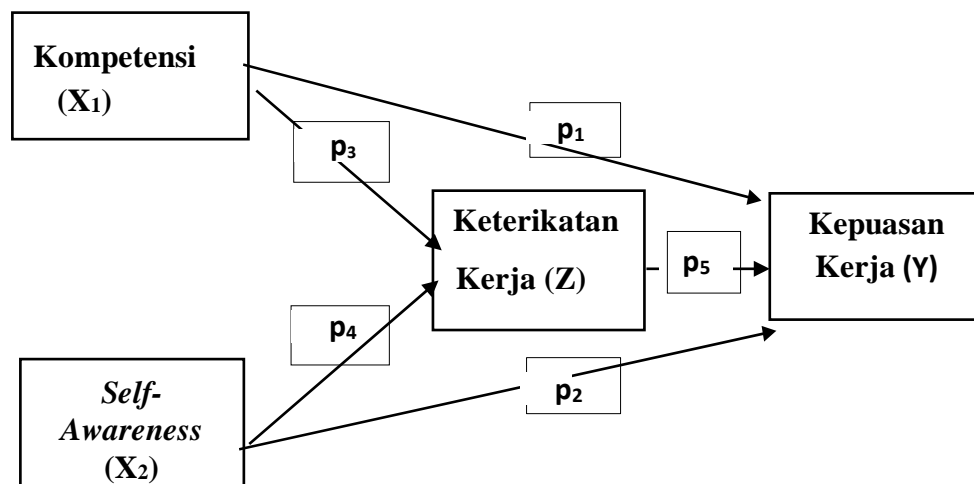 Kompetensi
(X₁)
p₁
p₃
Keterikatan
Kerja (Z)
p₅
Kepuasan
Kerja (Y)
p₄
p₂
Self-
Awareness
(X₂)